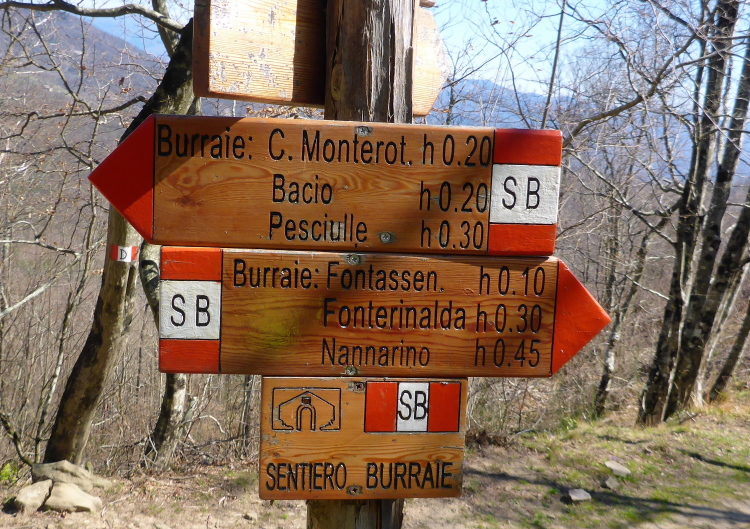 Burraie: C. Monterot. h 0.20
Bacio h 0.20
Pesciulle h 0.30
SB
D
Burraie: Fontassen. h 0.10
Fonterinalda h 0.30
Nannarino h 0.45
SB
SB
SENTIERO BURRAIE